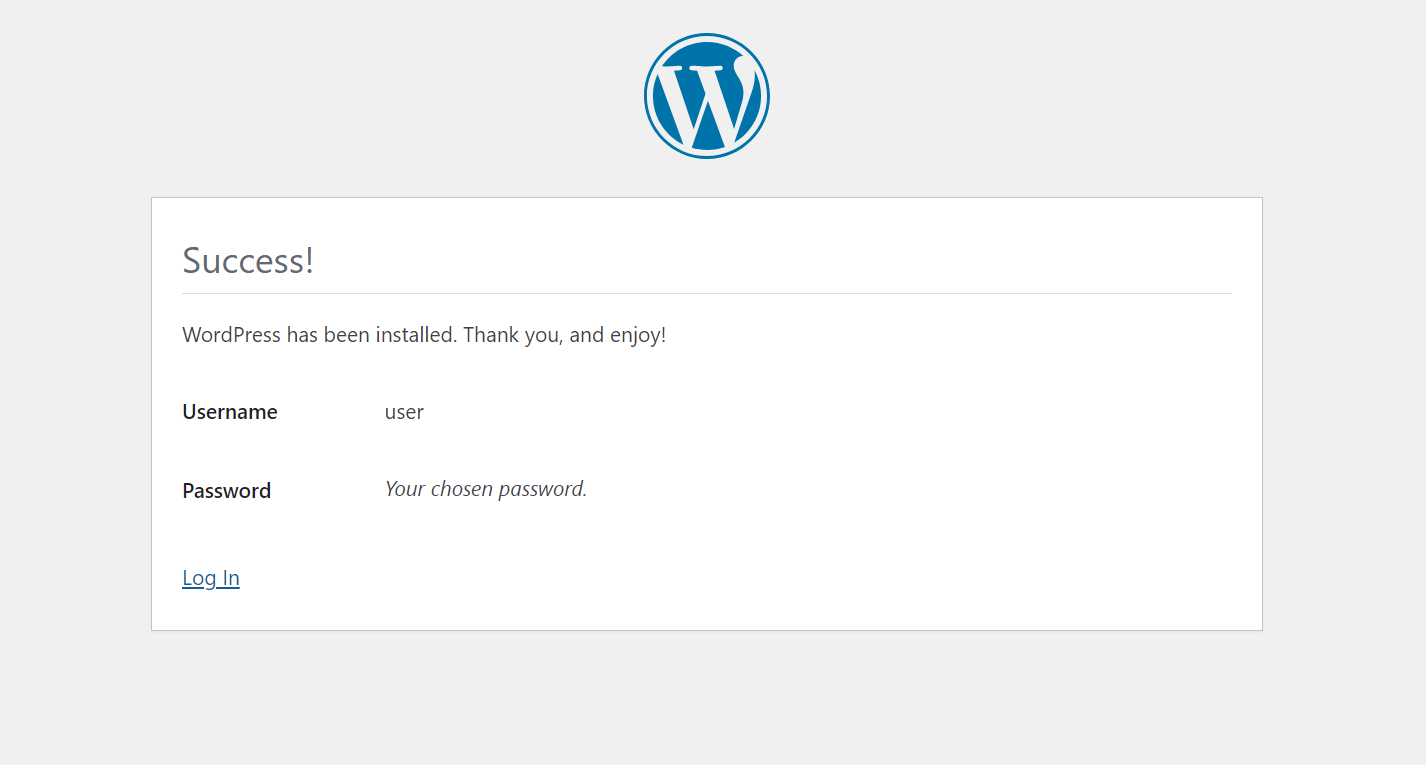 Success!
WordPress has been installed. Thank you, and enjoy!
Username user
Password Your chosen password.
Log In